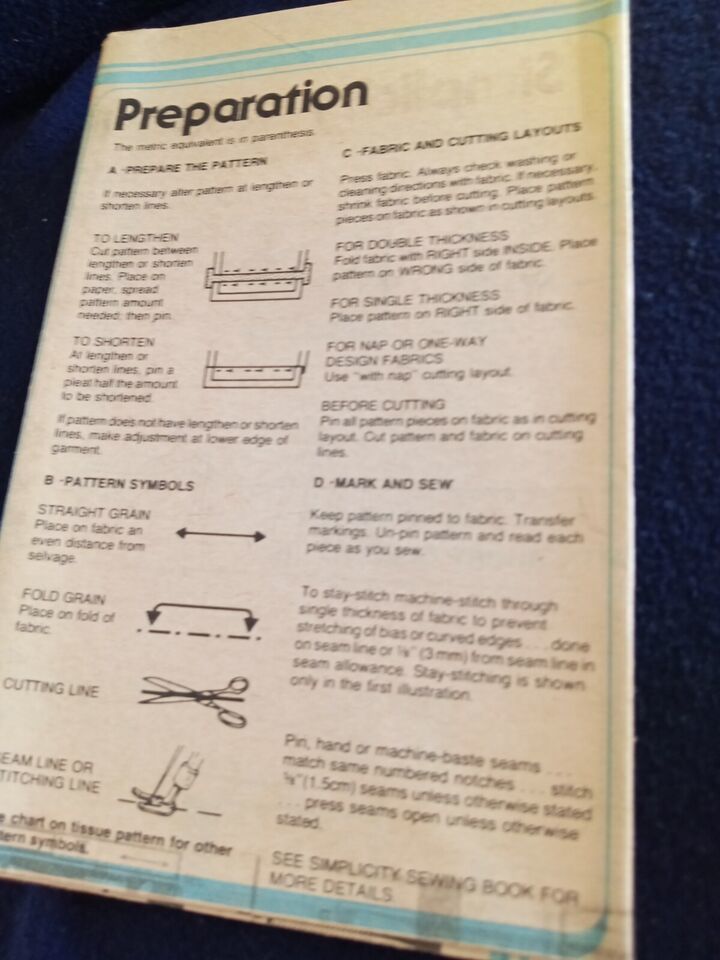 Preparation
The metric equivalent is in parenthesis.
A -PREPARE THE PATTERN
If necessary alter pattern at lengthen or
shorten lines.
TO LENGTHEN
Cut pattern between
lengthen or shorten
lines. Place on
paper, spread
pattern amount
needed; then pin.
TO SHORTEN
At lengthen or
shorten lines, pin a
pleat half the amount
to be shortened.
If pattern does not have lengthen or shorten
lines, make adjustment at lower edge of
garment.
B -PATTERN SYMBOLS
STRAIGHT GRAIN
Place on fabric an
even distance from
selvage.
FOLD GRAIN
Place on fold of
fabric.
CUTTING LINE
EAM LINE OR
TITCHING LINE
e chart on tissue pattern for other
tern symbols.
C -FABRIC AND CUTTING LAYOUTS
Press fabric. Always check washing or
cleaning directions with fabric. If necessary,
shrink fabric before cutting. Place pattern
pieces on fabric as shown in cutting layouts.
FOR DOUBLE THICKNESS
Fold fabric with RIGHT side INSIDE. Place
pattern on WRONG side of fabric.
FOR SINGLE THICKNESS
Place pattern on RIGHT side of fabric.
FOR NAP OR ONE-WAY
DESIGN FABRICS
Use "with nap" cutting layout.
BEFORE CUTTING
Pin all pattern pieces on fabric as in cutting
layout. Cut pattern and fabric on cutting
lines.
D -MARK AND SEW
Keep pattern pinned to fabric. Transfer
markings. Un-pin pattern and read each
piece as you sew.
To stay-stitch machine-stitch through
single thickness of fabric to prevent
stretching of bias or curved edges . . . done
on seam line or ⅛" (3 mm) from seam line in
seam allowance. Stay-stitching is shown
only in the first illustration.
Pin, hand or machine-baste seams . . .
match same numbered notches . . . stitch
⅝" (1.5cm) seams unless otherwise stated
. . . press seams open unless otherwise
stated.
SEE SIMPLICITY SEWING BOOK FOR
MORE DETAILS.